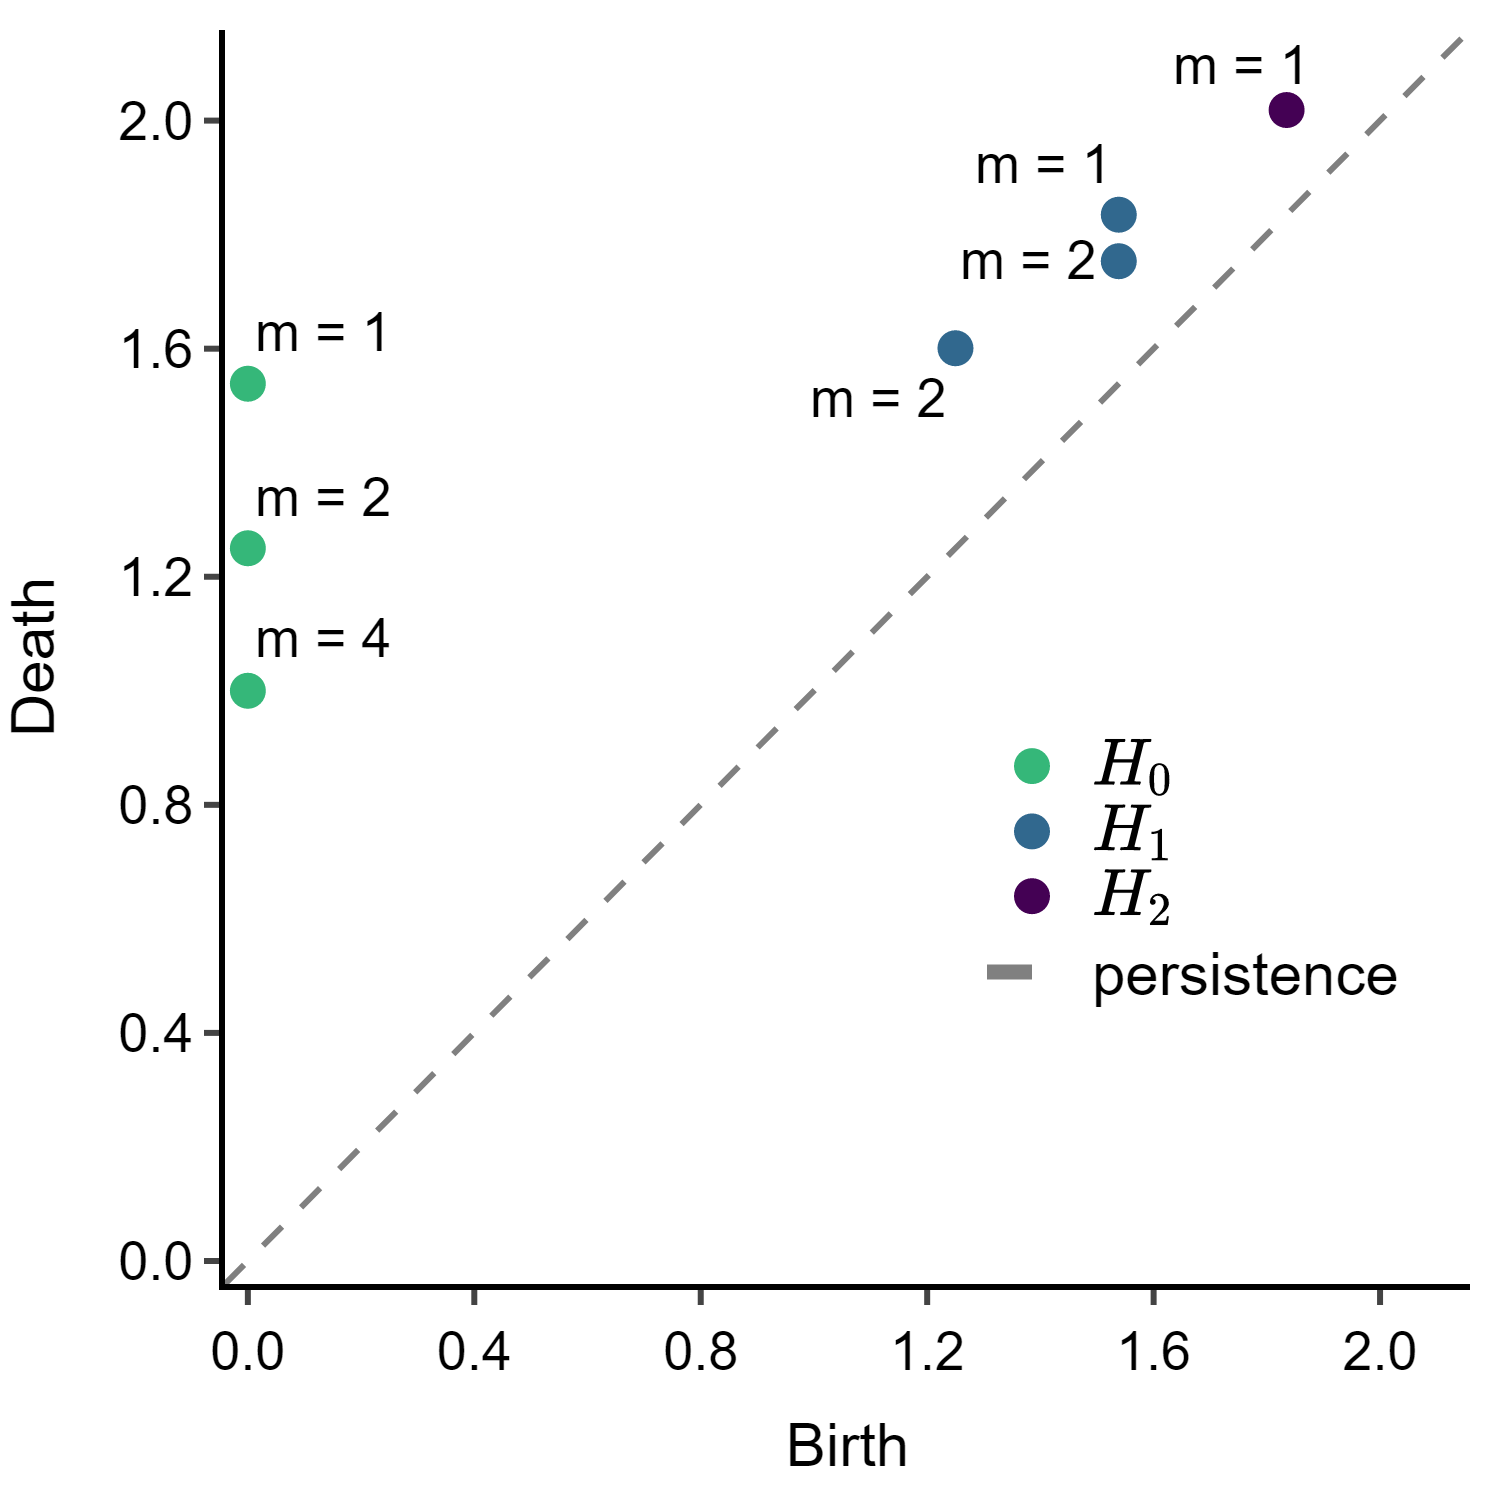 m = 1
2.0
m = 1
m = 2
m = 1
1.6
m = 2
m = 2
1.2
m = 4
Death
H₀
0.8
H₁
H₂
persistence
0.4
0.0
0.0 0.4 0.8 1.2 1.6 2.0
Birth